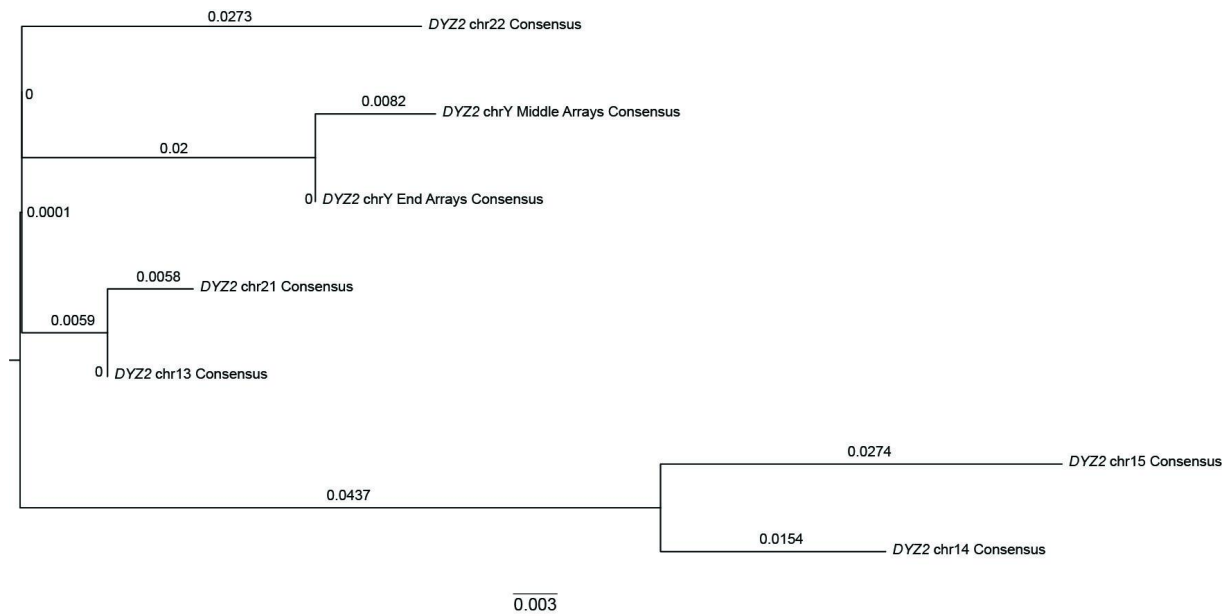 0.0273
DYZ2 chr22 Consensus
0
0.0082
DYZ2 chrY Middle Arrays Consensus
0.02
0 DYZ2 chrY End Arrays Consensus
0.0001
0.0058
DYZ2 chr21 Consensus
0.0059
0 DYZ2 chr13 Consensus
0.0274
DYZ2 chr15 Consensus
0.0437
0.0154
DYZ2 chr14 Consensus
0.003